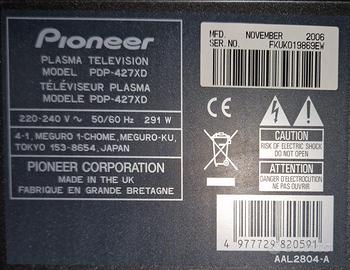 Pioneer
PLASMA TELEVISION
MODEL PDP-427XD
TÉLÉVISEUR PLASMA
MODELE PDP-427XD
220-240 V ~ 50/60 Hz 291 W
4-1, MEGURO 1-CHOME, MEGURO-KU,
TOKYO 153-8654, JAPAN
PIONEER CORPORATION
MADE IN THE UK
FABRIQUE EN GRANDE BRETAGNE
MFD. NOVEMBER 2006
SER. NO. FKUK019869EW
CE
CAUTION
RISK OF ELECTRIC SHOCK
DO NOT OPEN
ATTENTION
DANGER D'ELECTROCUTION
NE PAS OUVRIR
4 977729 820591
AAL2804-A